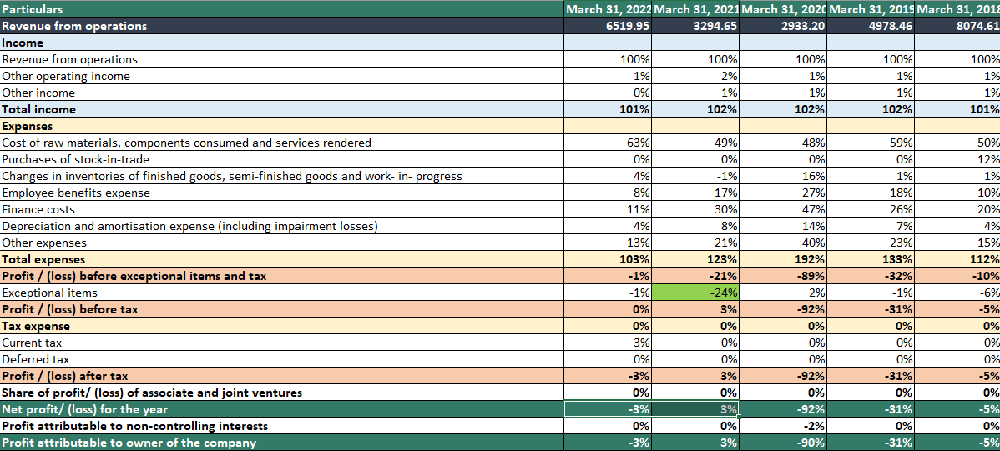 Particulars March 31, 2022 March 31, 2021 March 31, 2020 March 31, 2019 March 31, 2018
Revenue from operations 6519.95 3294.65 2933.20 4978.46 8074.61
Income
Revenue from operations 100% 100% 100% 100% 100%
Other operating income 1% 2% 1% 1% 1%
Other income 0% 1% 1% 1% 1%
Total income 101% 102% 102% 102% 101%
Expenses
Cost of raw materials, components consumed and services rendered 63% 49% 48% 59% 50%
Purchases of stock-in-trade 0% 0% 0% 0% 12%
Changes in inventories of finished goods, semi-finished goods and work- in- progress 4% -1% 16% 1% 1%
Employee benefits expense 8% 17% 27% 18% 10%
Finance costs 11% 30% 47% 26% 20%
Depreciation and amortisation expense (including impairment losses) 4% 8% 14% 7% 4%
Other expenses 13% 21% 40% 23% 15%
Total expenses 103% 123% 192% 133% 112%
Profit / (loss) before exceptional items and tax -1% -21% -89% -32% -10%
Exceptional items -1% -24% 2% -1% -6%
Profit / (loss) before tax 0% 3% -92% -31% -5%
Tax expense 0% 0% 0% 0% 0%
Current tax 3% 0% 0% 0% 0%
Deferred tax 0% 0% 0% 0% 0%
Profit / (loss) after tax -3% 3% -92% -31% -5%
Share of profit/ (loss) of associate and joint ventures 0% 0% 0% 0% 0%
Net profit/ (loss) for the year -3% 3% -92% -31% -5%
Profit attributable to non-controlling interests 0% 0% -2% 0% 0%
Profit attributable to owner of the company -3% 3% -90% -31% -5%